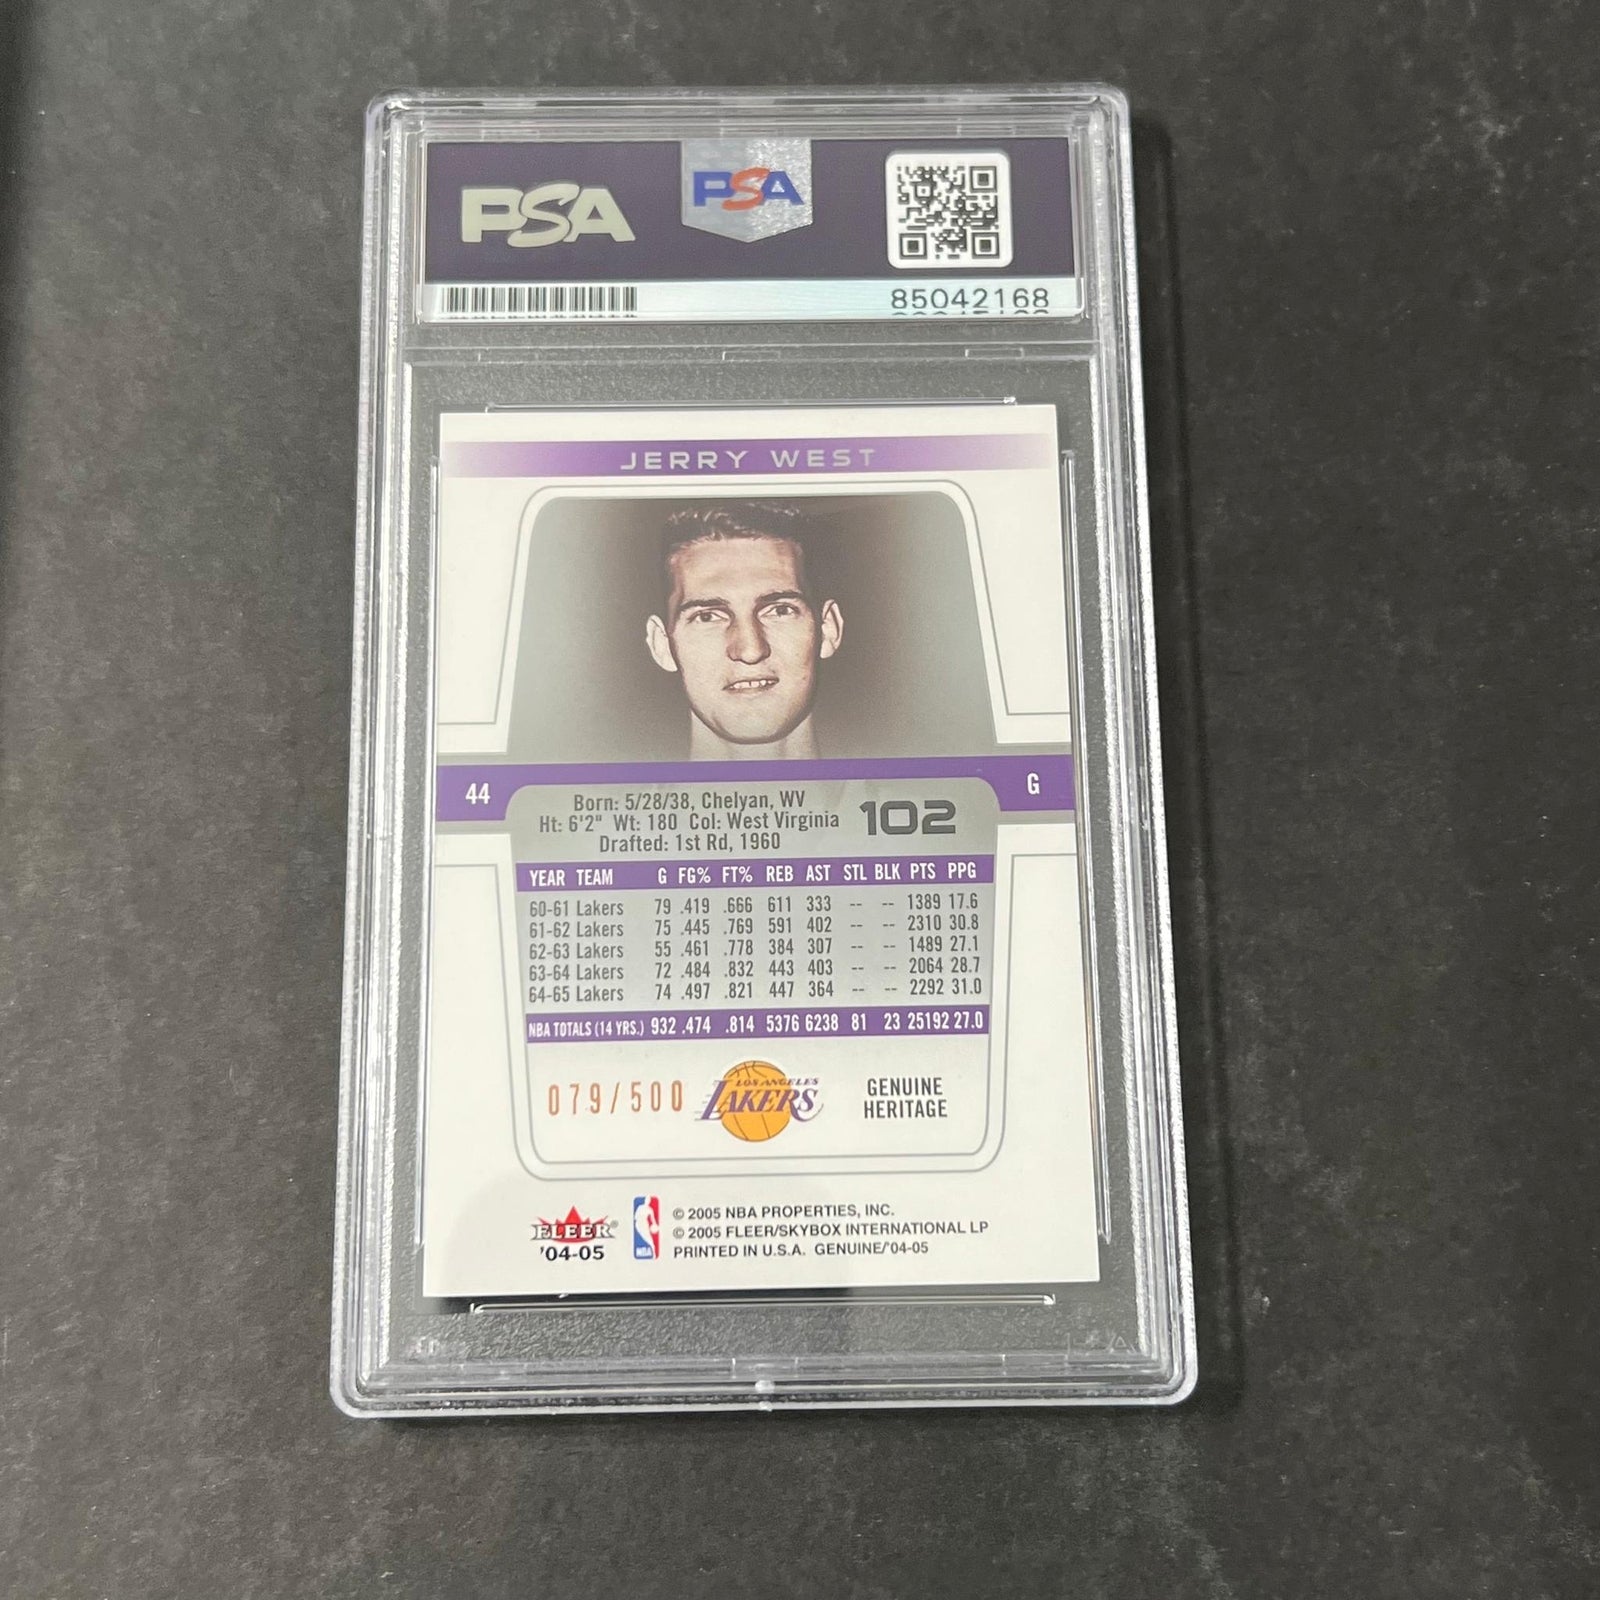 PSA
PSA
85042168
JERRY WEST
44
G
Born: 5/28/38, Chelyan, WV
Ht: 6'2" Wt: 180 Col: West Virginia
Drafted: 1st Rd, 1960
102
YEAR TEAM G FG% FT% REB AST STL BLK PTS PPG
60-61 Lakers 79 .419 .666 611 333 -- -- 1389 17.6
61-62 Lakers 75 .445 .769 591 402 -- -- 2310 30.8
62-63 Lakers 55 .461 .778 384 307 -- -- 1489 27.1
63-64 Lakers 72 .484 .832 443 403 -- -- 2064 28.7
64-65 Lakers 74 .497 .821 447 364 -- -- 2292 31.0
NBA TOTALS (14 YRS.) 932 .474 .814 5376 6238 81 23 25192 27.0
079/500
LOS ANGELES
LAKERS
GENUINE
HERITAGE
FLEER®
'04-05
NBA
© 2005 NBA PROPERTIES, INC.
© 2005 FLEER/SKYBOX INTERNATIONAL LP
PRINTED IN U.S.A. GENUINE/'04-05